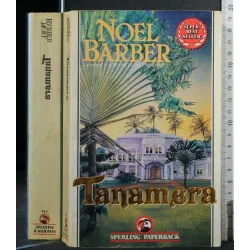 NOEL
BARBER
SUPER
BEST
SELLER
Tanamera
SPERLING PAPERBACK
Tanamera